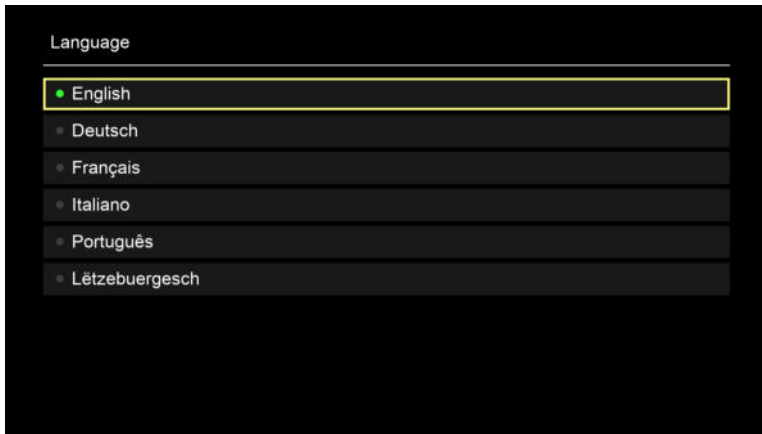 Language
English
Deutsch
Français
Italiano
Português
Lëtzebuergesch